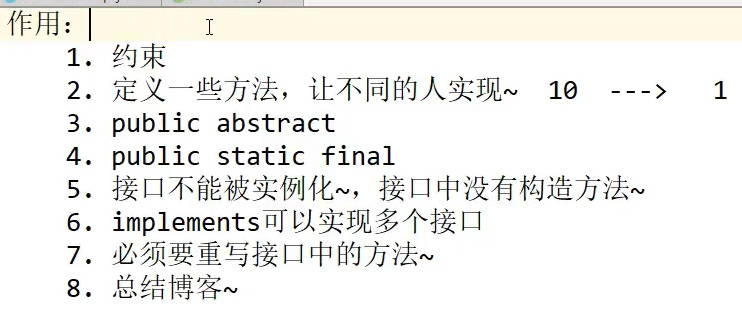 作用：
1. 约束
2. 定义一些方法，让不同的人实现~  10  --->  1
3. public abstract
4. public static final
5. 接口不能被实例化~，接口中没有构造方法~
6. implements可以实现多个接口
7. 必须要重写接口中的方法~
8. 总结博客~